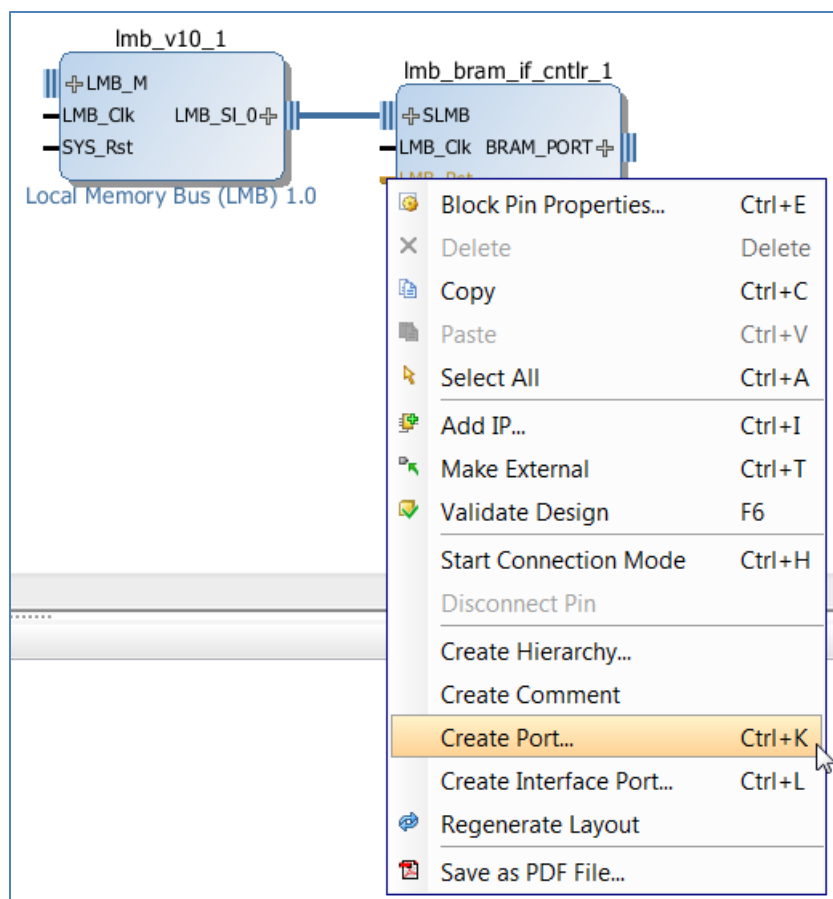 lmb_v10_1
LMB_M
LMB_Clk LMB_Sl_0
SYS_Rst
Local Memory Bus (LMB) 1.0
lmb_bram_if_cntlr_1
SLMB
LMB_Clk BRAM_PORT
LMB_Rst
Block Pin Properties... Ctrl+E
Delete Delete
Copy Ctrl+C
Paste Ctrl+V
Select All Ctrl+A
Add IP... Ctrl+I
Make External Ctrl+T
Validate Design F6
Start Connection Mode Ctrl+H
Disconnect Pin
Create Hierarchy...
Create Comment
Create Port... Ctrl+K
Create Interface Port... Ctrl+L
Regenerate Layout
Save as PDF File...